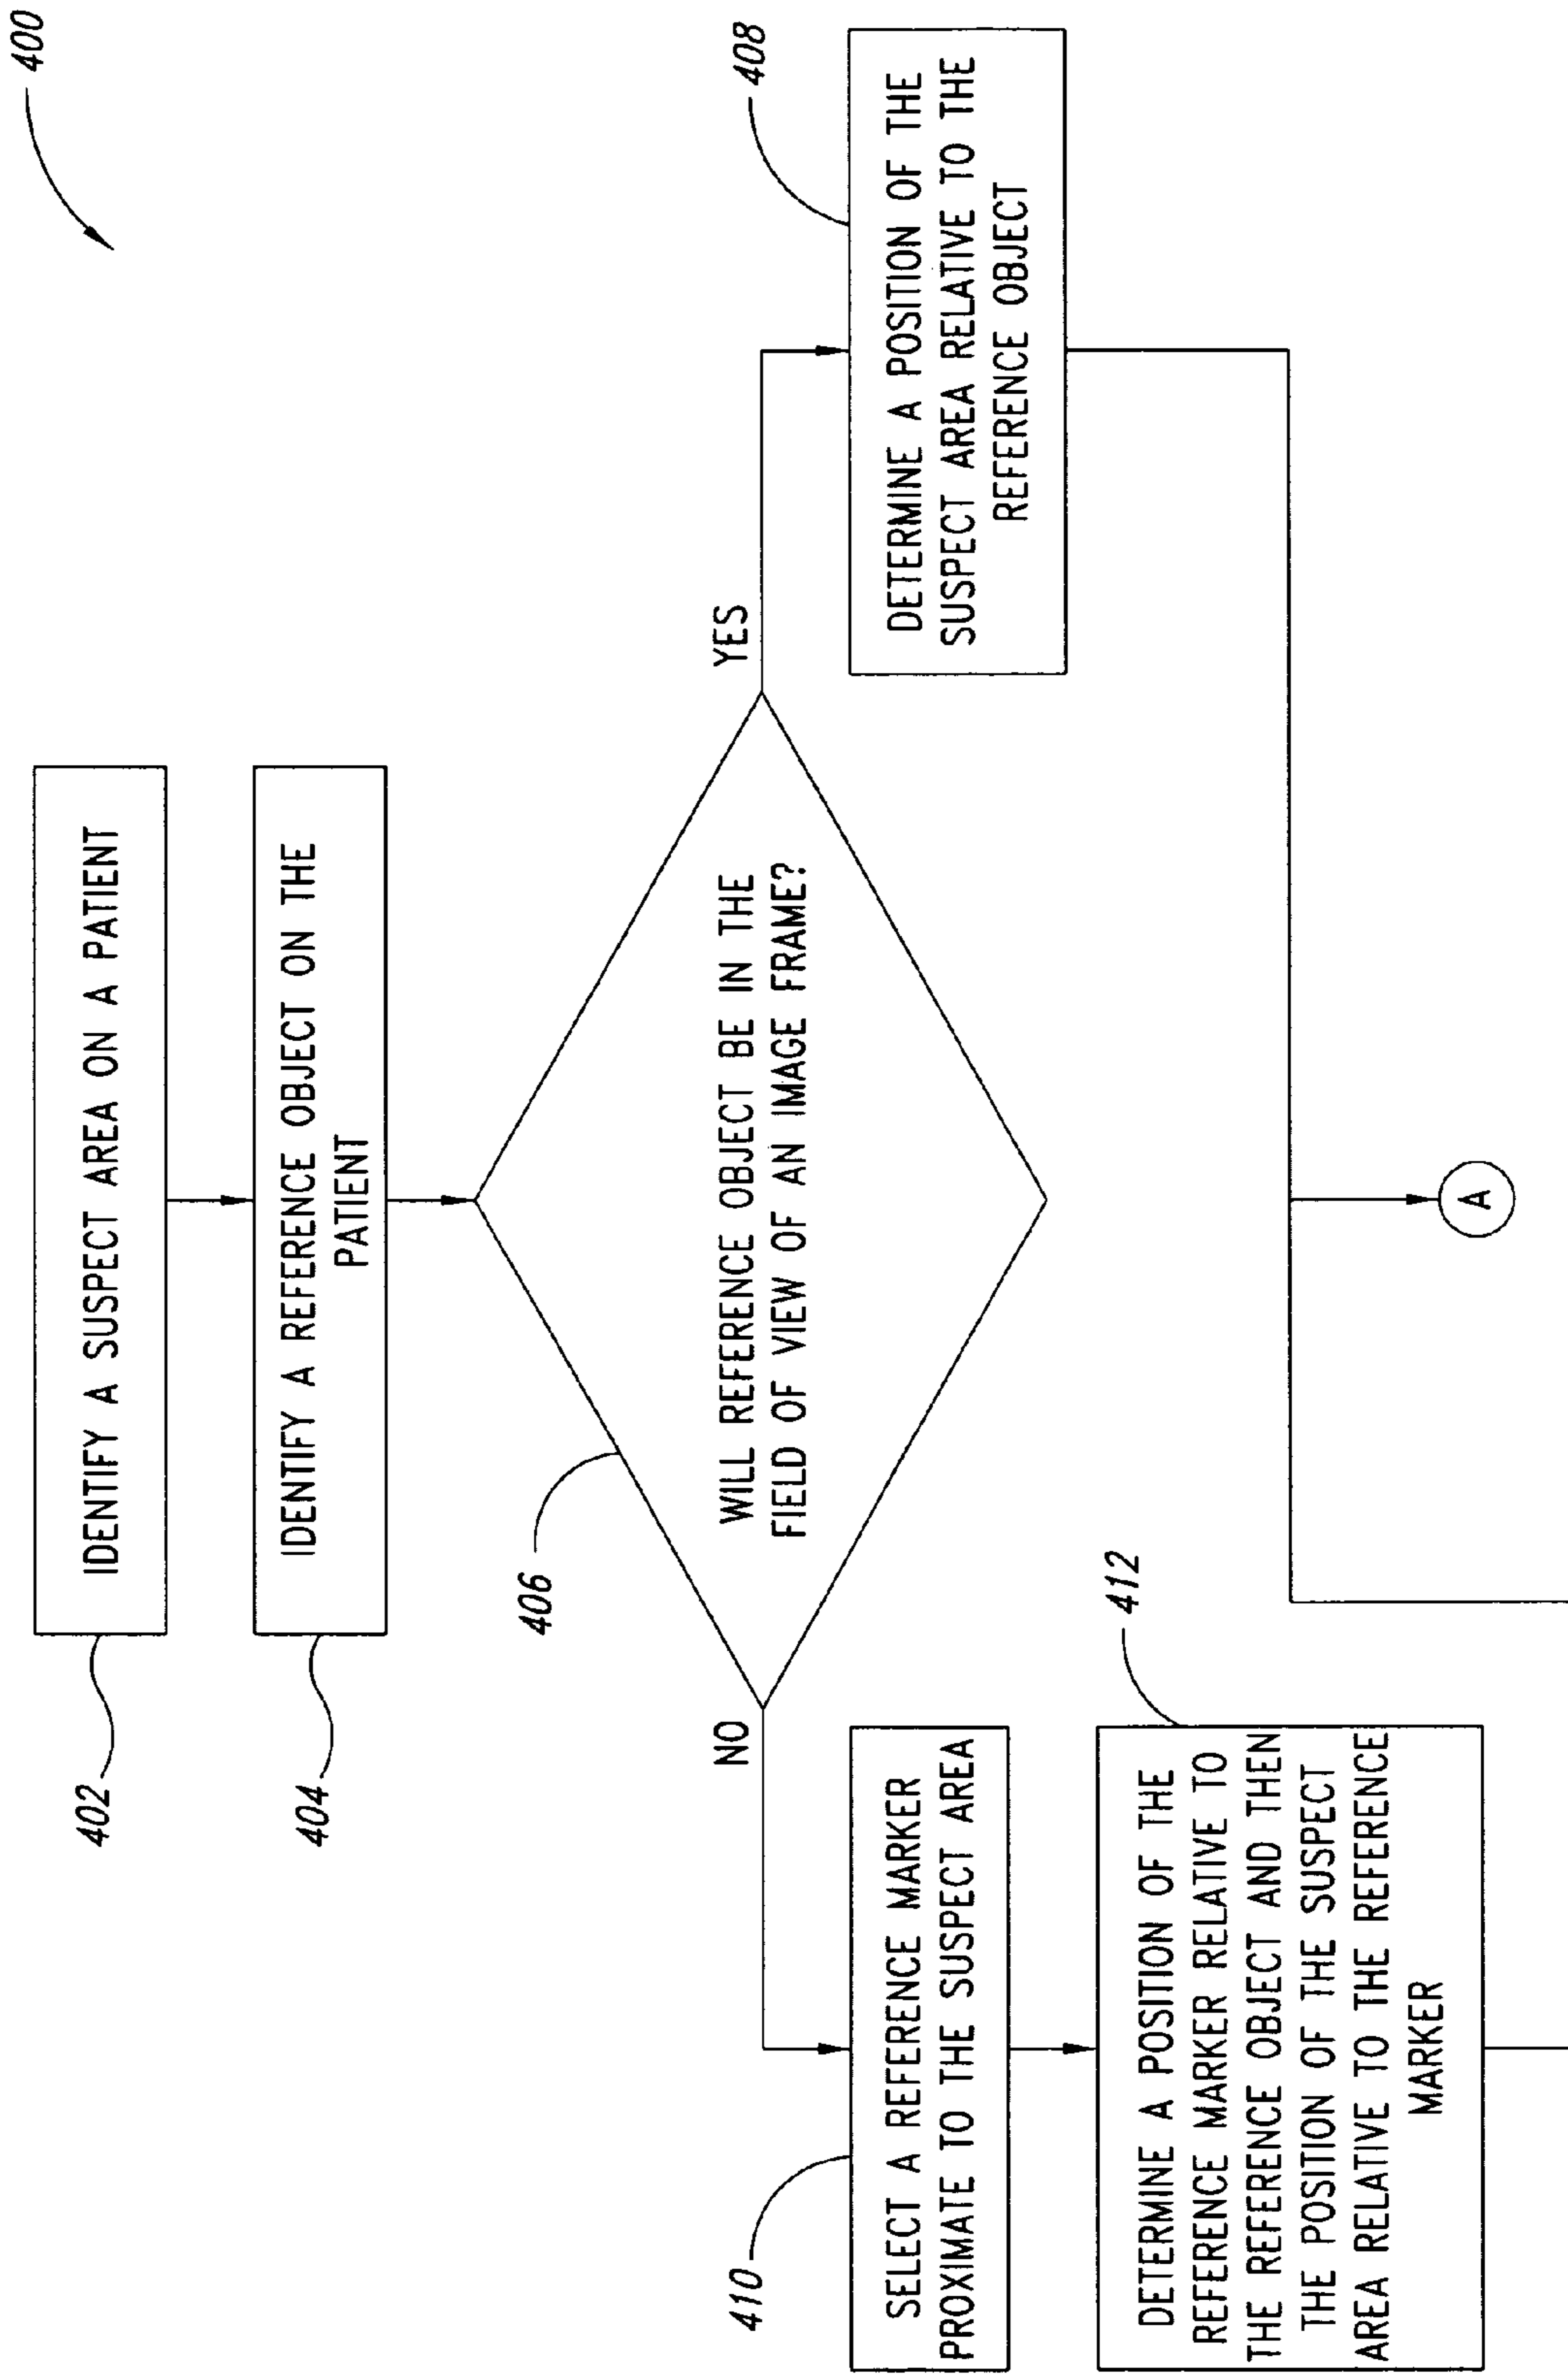 400
402
IDENTIFY A SUSPECT AREA ON A PATIENT
404
IDENTIFY A REFERENCE OBJECT ON THE
PATIENT
406
WILL REFERENCE OBJECT BE IN THE
FIELD OF VIEW OF AN IMAGE FRAME?
NO
YES
410
SELECT A REFERENCE MARKER
PROXIMATE TO THE SUSPECT AREA
408
DETERMINE A POSITION OF THE
SUSPECT AREA RELATIVE TO THE
REFERENCE OBJECT
412
DETERMINE A POSITION OF THE
REFERENCE MARKER RELATIVE TO
THE REFERENCE OBJECT AND THEN
THE POSITION OF THE SUSPECT
AREA RELATIVE TO THE REFERENCE
MARKER
A